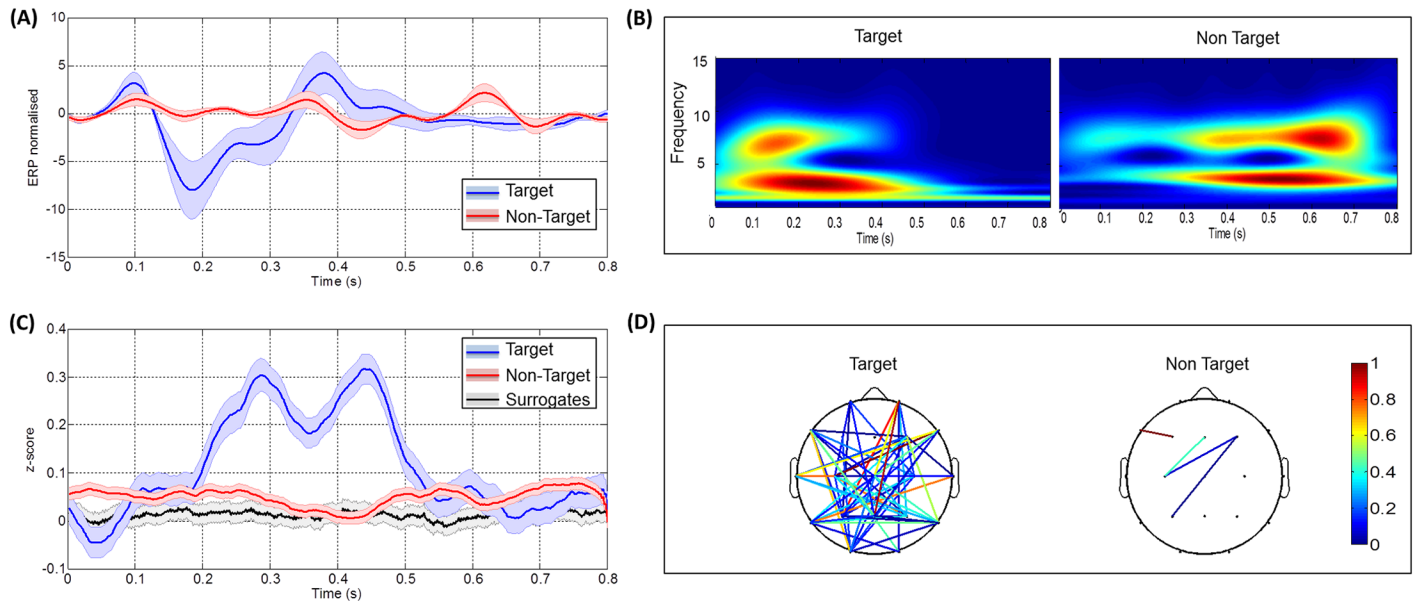 (A)
10
5
0
-5
-10
-15
ERP normalised
Target
Non-Target
0 0.1 0.2 0.3 0.4 0.5 0.6 0.7 0.8
Time (s)
(B)
Target
Non Target
15
10
5
Frequency
0 0.1 0.2 0.3 0.4 0.5 0.6 0.7 0.8
Time (s)
0 0.1 0.2 0.3 0.4 0.5 0.6 0.7 0.8
Time (s)
(C)
0.4
0.3
0.2
0.1
0
-0.1
z-score
Target
Non-Target
Surrogates
0 0.1 0.2 0.3 0.4 0.5 0.6 0.7 0.8
Time (s)
(D)
Target
Non Target
1
0.8
0.6
0.4
0.2
0